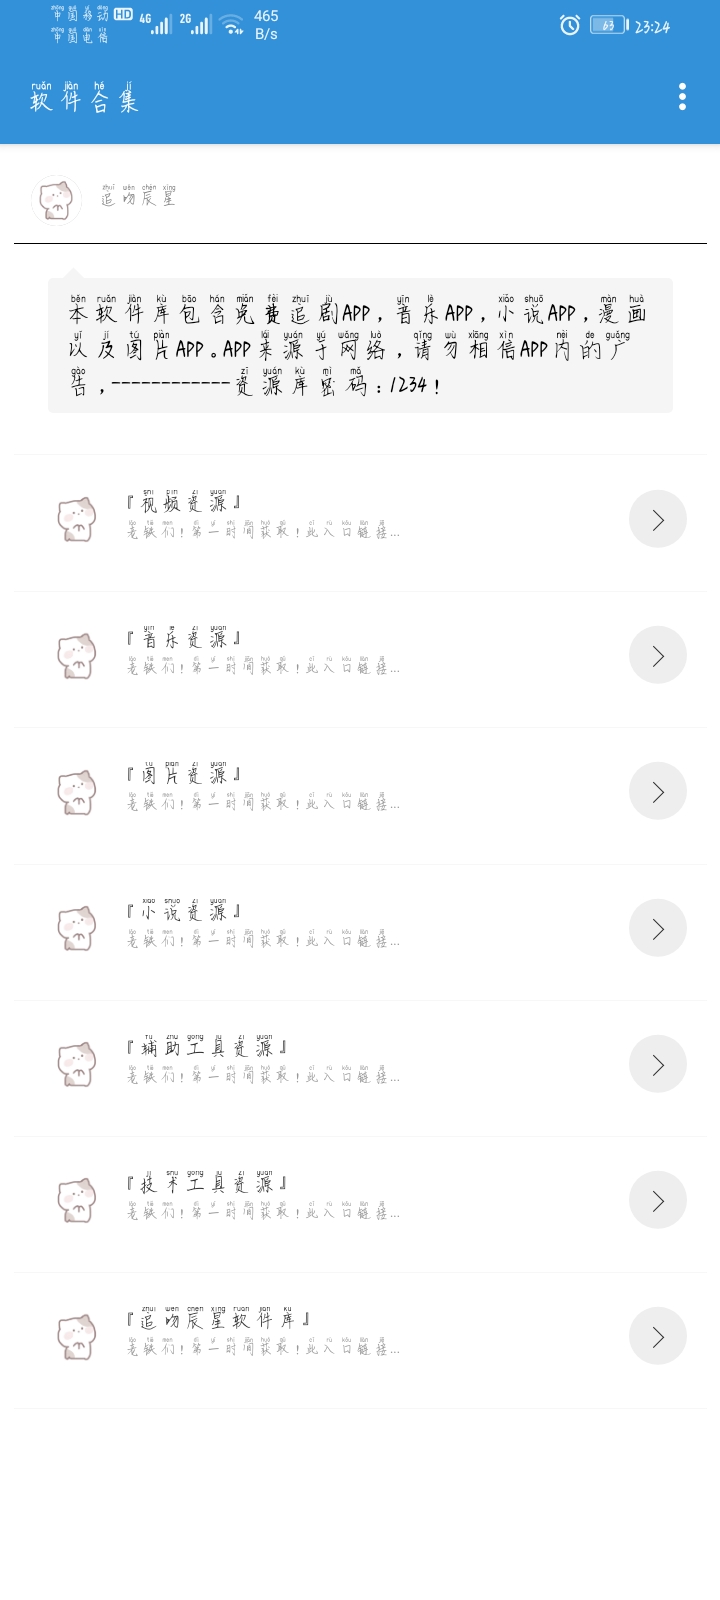 中国移动 HD 4G 2G 465 B/s 63 23:24
中国电信
软件合集
追吻辰星
本软件库包含免费追剧APP，音乐APP，小说APP，漫画
以及图片APP。APP来源于网络，请勿相信APP内的广
告，------------资源库密码：1234！
『视频资源』
老铁们！第一时间获取！此入口链接...
『音乐资源』
老铁们！第一时间获取！此入口链接...
『图片资源』
老铁们！第一时间获取！此入口链接...
『小说资源』
老铁们！第一时间获取！此入口链接...
『辅助工具资源』
老铁们！第一时间获取！此入口链接...
『技术工具资源』
老铁们！第一时间获取！此入口链接...
『追吻辰星软件库』
老铁们！第一时间获取！此入口链接...